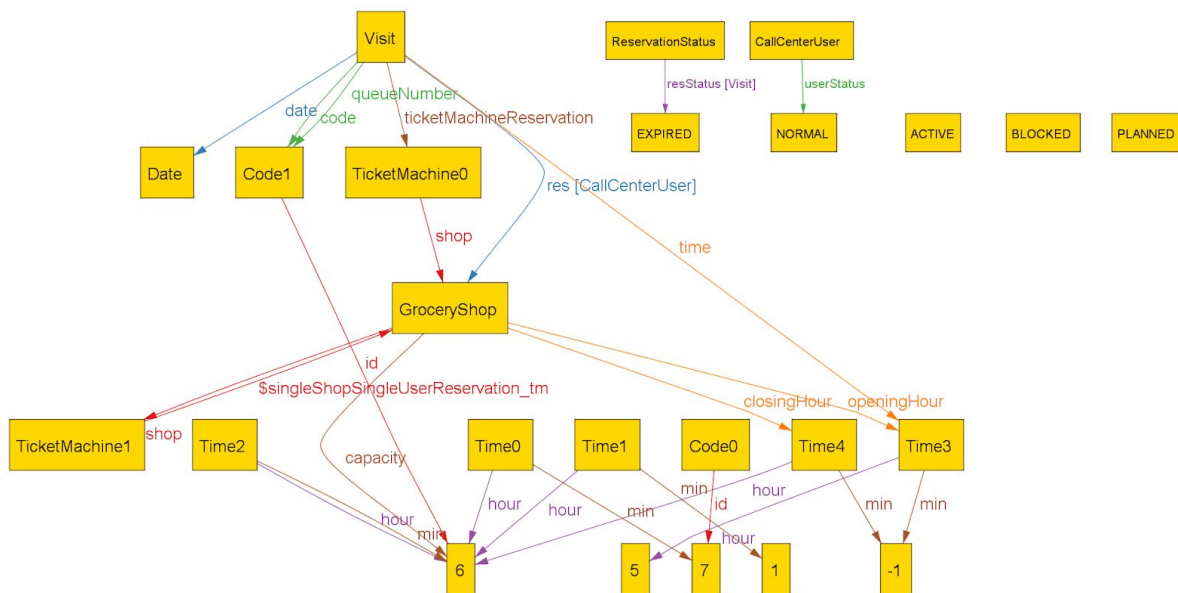 Visit
ReservationStatus
CallCenterUser
resStatus [Visit]
userStatus
queueNumber
date
code
ticketMachineReservation
EXPIRED
NORMAL
ACTIVE
BLOCKED
PLANNED
Date
Code1
TicketMachine0
res [CallCenterUser]
shop
time
GroceryShop
id
$singleShopSingleUserReservation_tm
closingHour
openingHour
shop
TicketMachine1
Time2
capacity
Time0
Time1
Code0
Time4
Time3
hour
min
hour
hour
min
min
id
hour
hour
min
min
6
5
7
1
-1